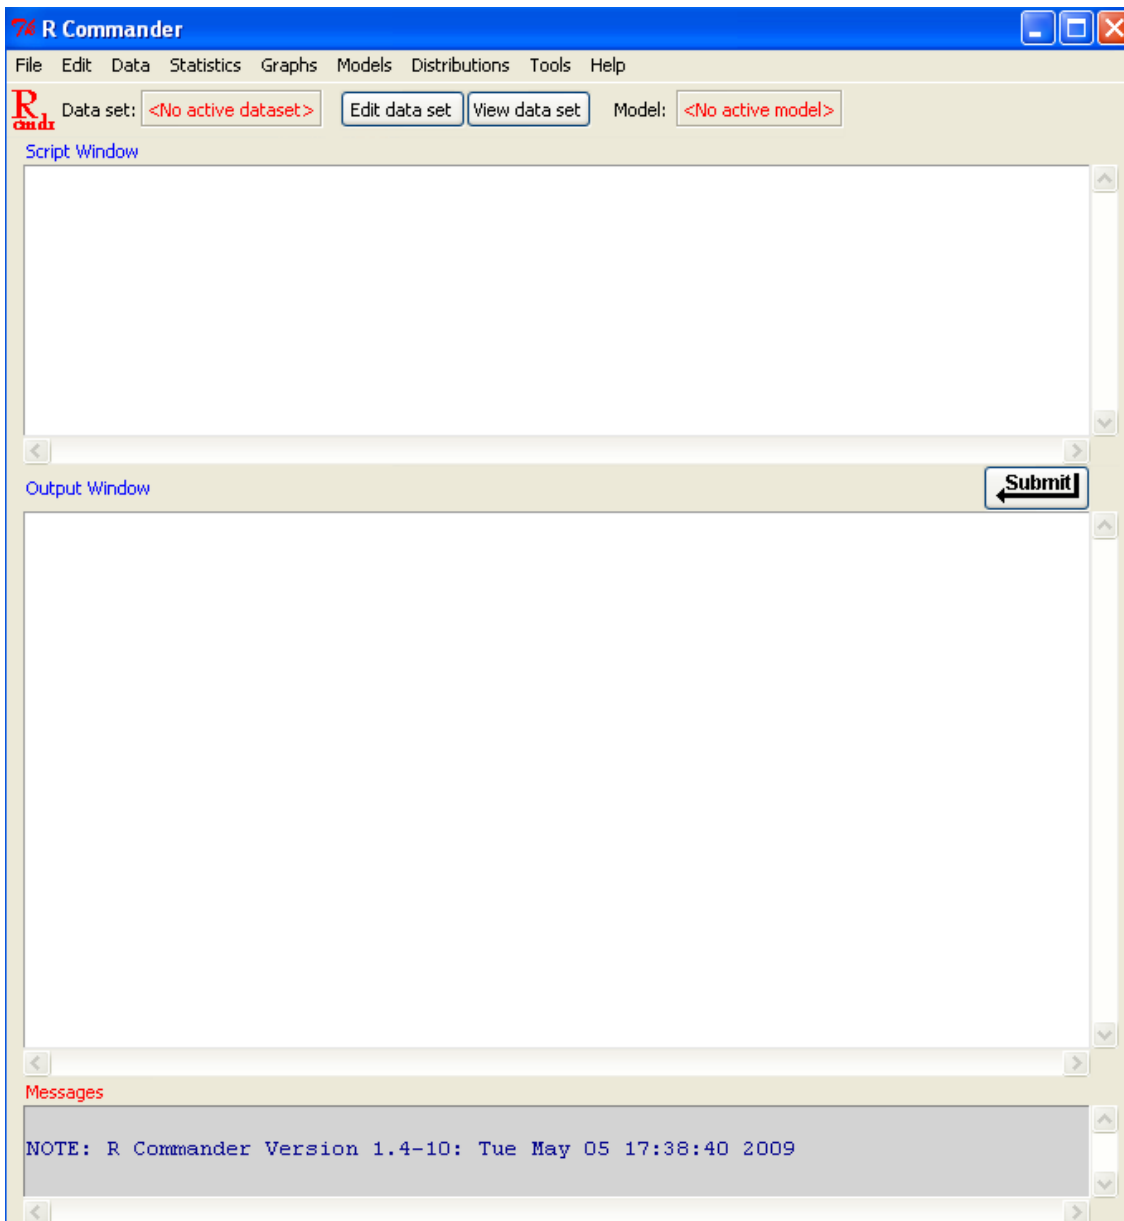 R Commander
File Edit Data Statistics Graphs Models Distributions Tools Help
R cmdr Data set: <No active dataset> Edit data set View data set Model: <No active model>
Script Window
Output Window Submit
Messages
NOTE: R Commander Version 1.4-10: Tue May 05 17:38:40 2009